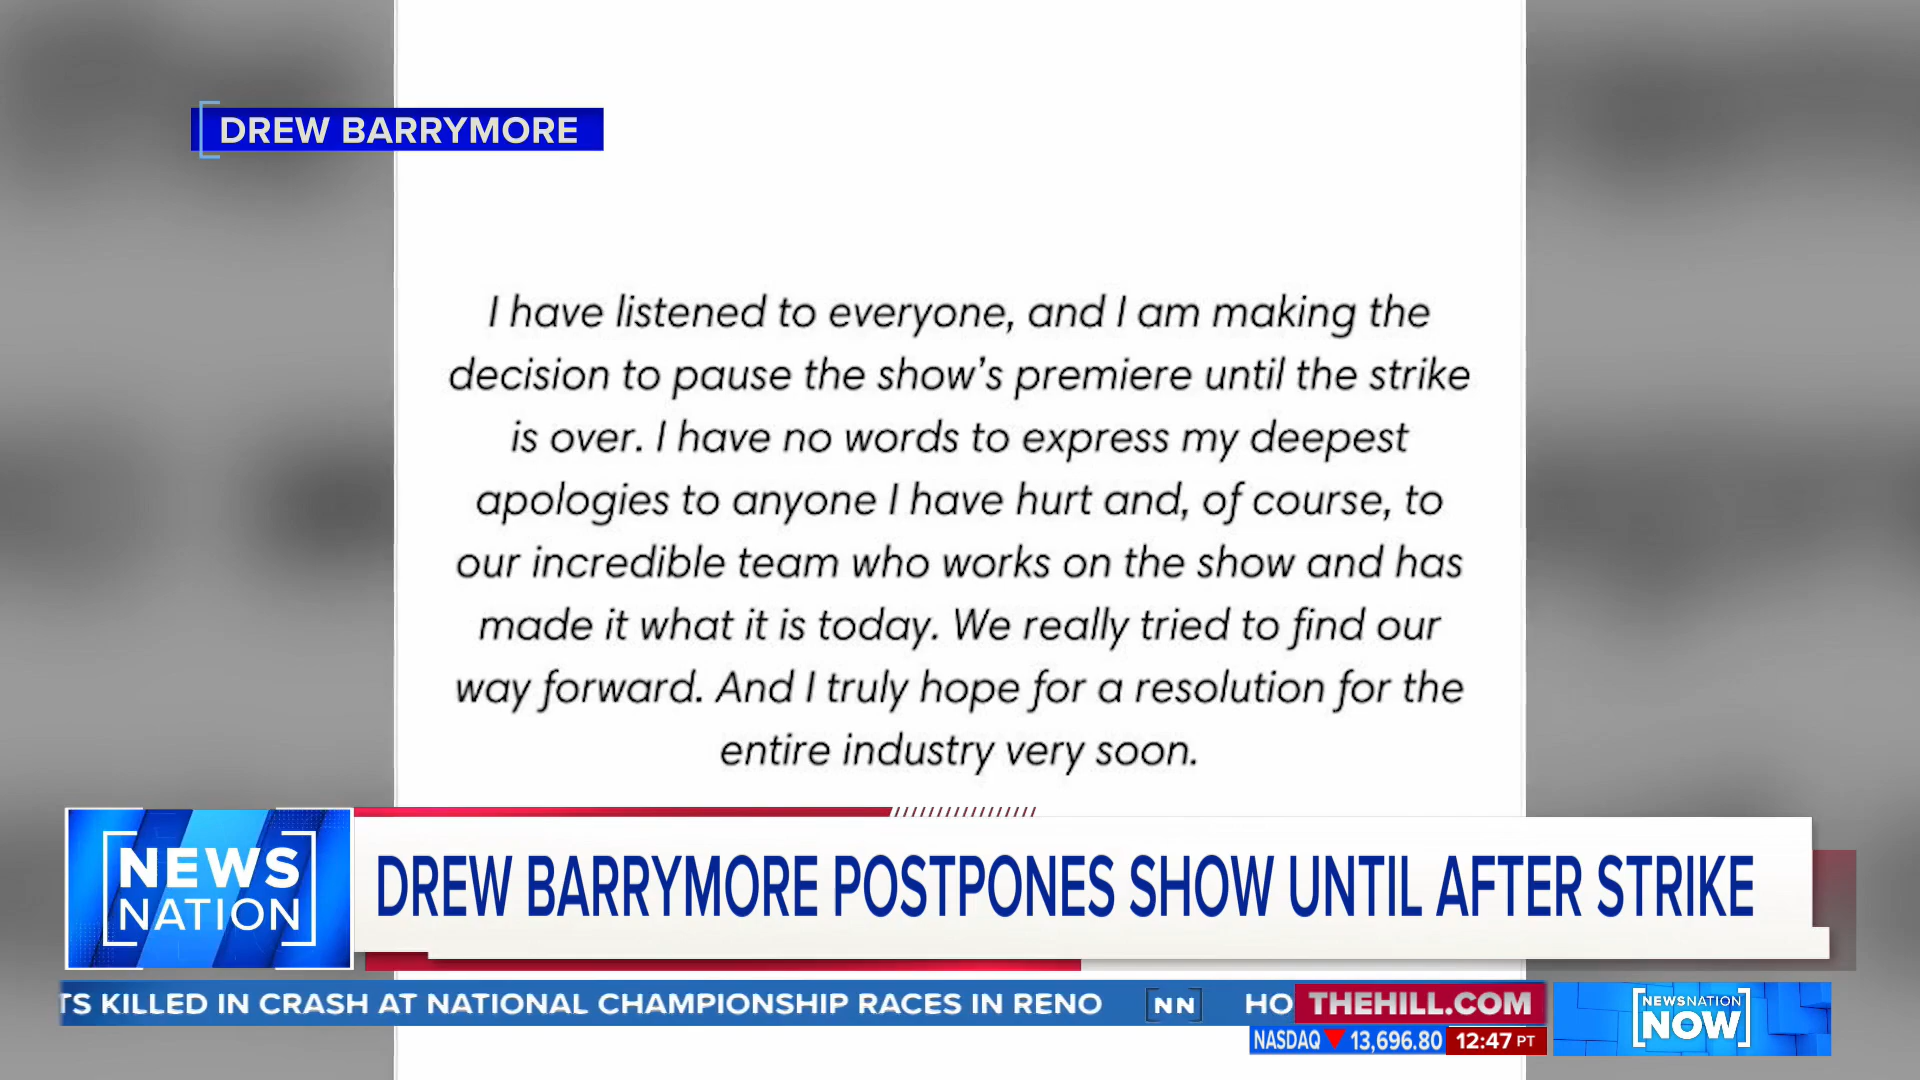 DREW BARRYMORE
I have listened to everyone, and I am making the
decision to pause the show’s premiere until the strike
is over. I have no words to express my deepest
apologies to anyone I have hurt and, of course, to
our incredible team who works on the show and has
made it what it is today. We really tried to find our
way forward. And I truly hope for a resolution for the
entire industry very soon.
NEWS
NATION
DREW BARRYMORE POSTPONES SHOW UNTIL AFTER STRIKE
TS KILLED IN CRASH AT NATIONAL CHAMPIONSHIP RACES IN RENO NN HO
THEHILL.COM
NASDAQ 13,696.80 12:47 PT
NEWSNATION
NOW